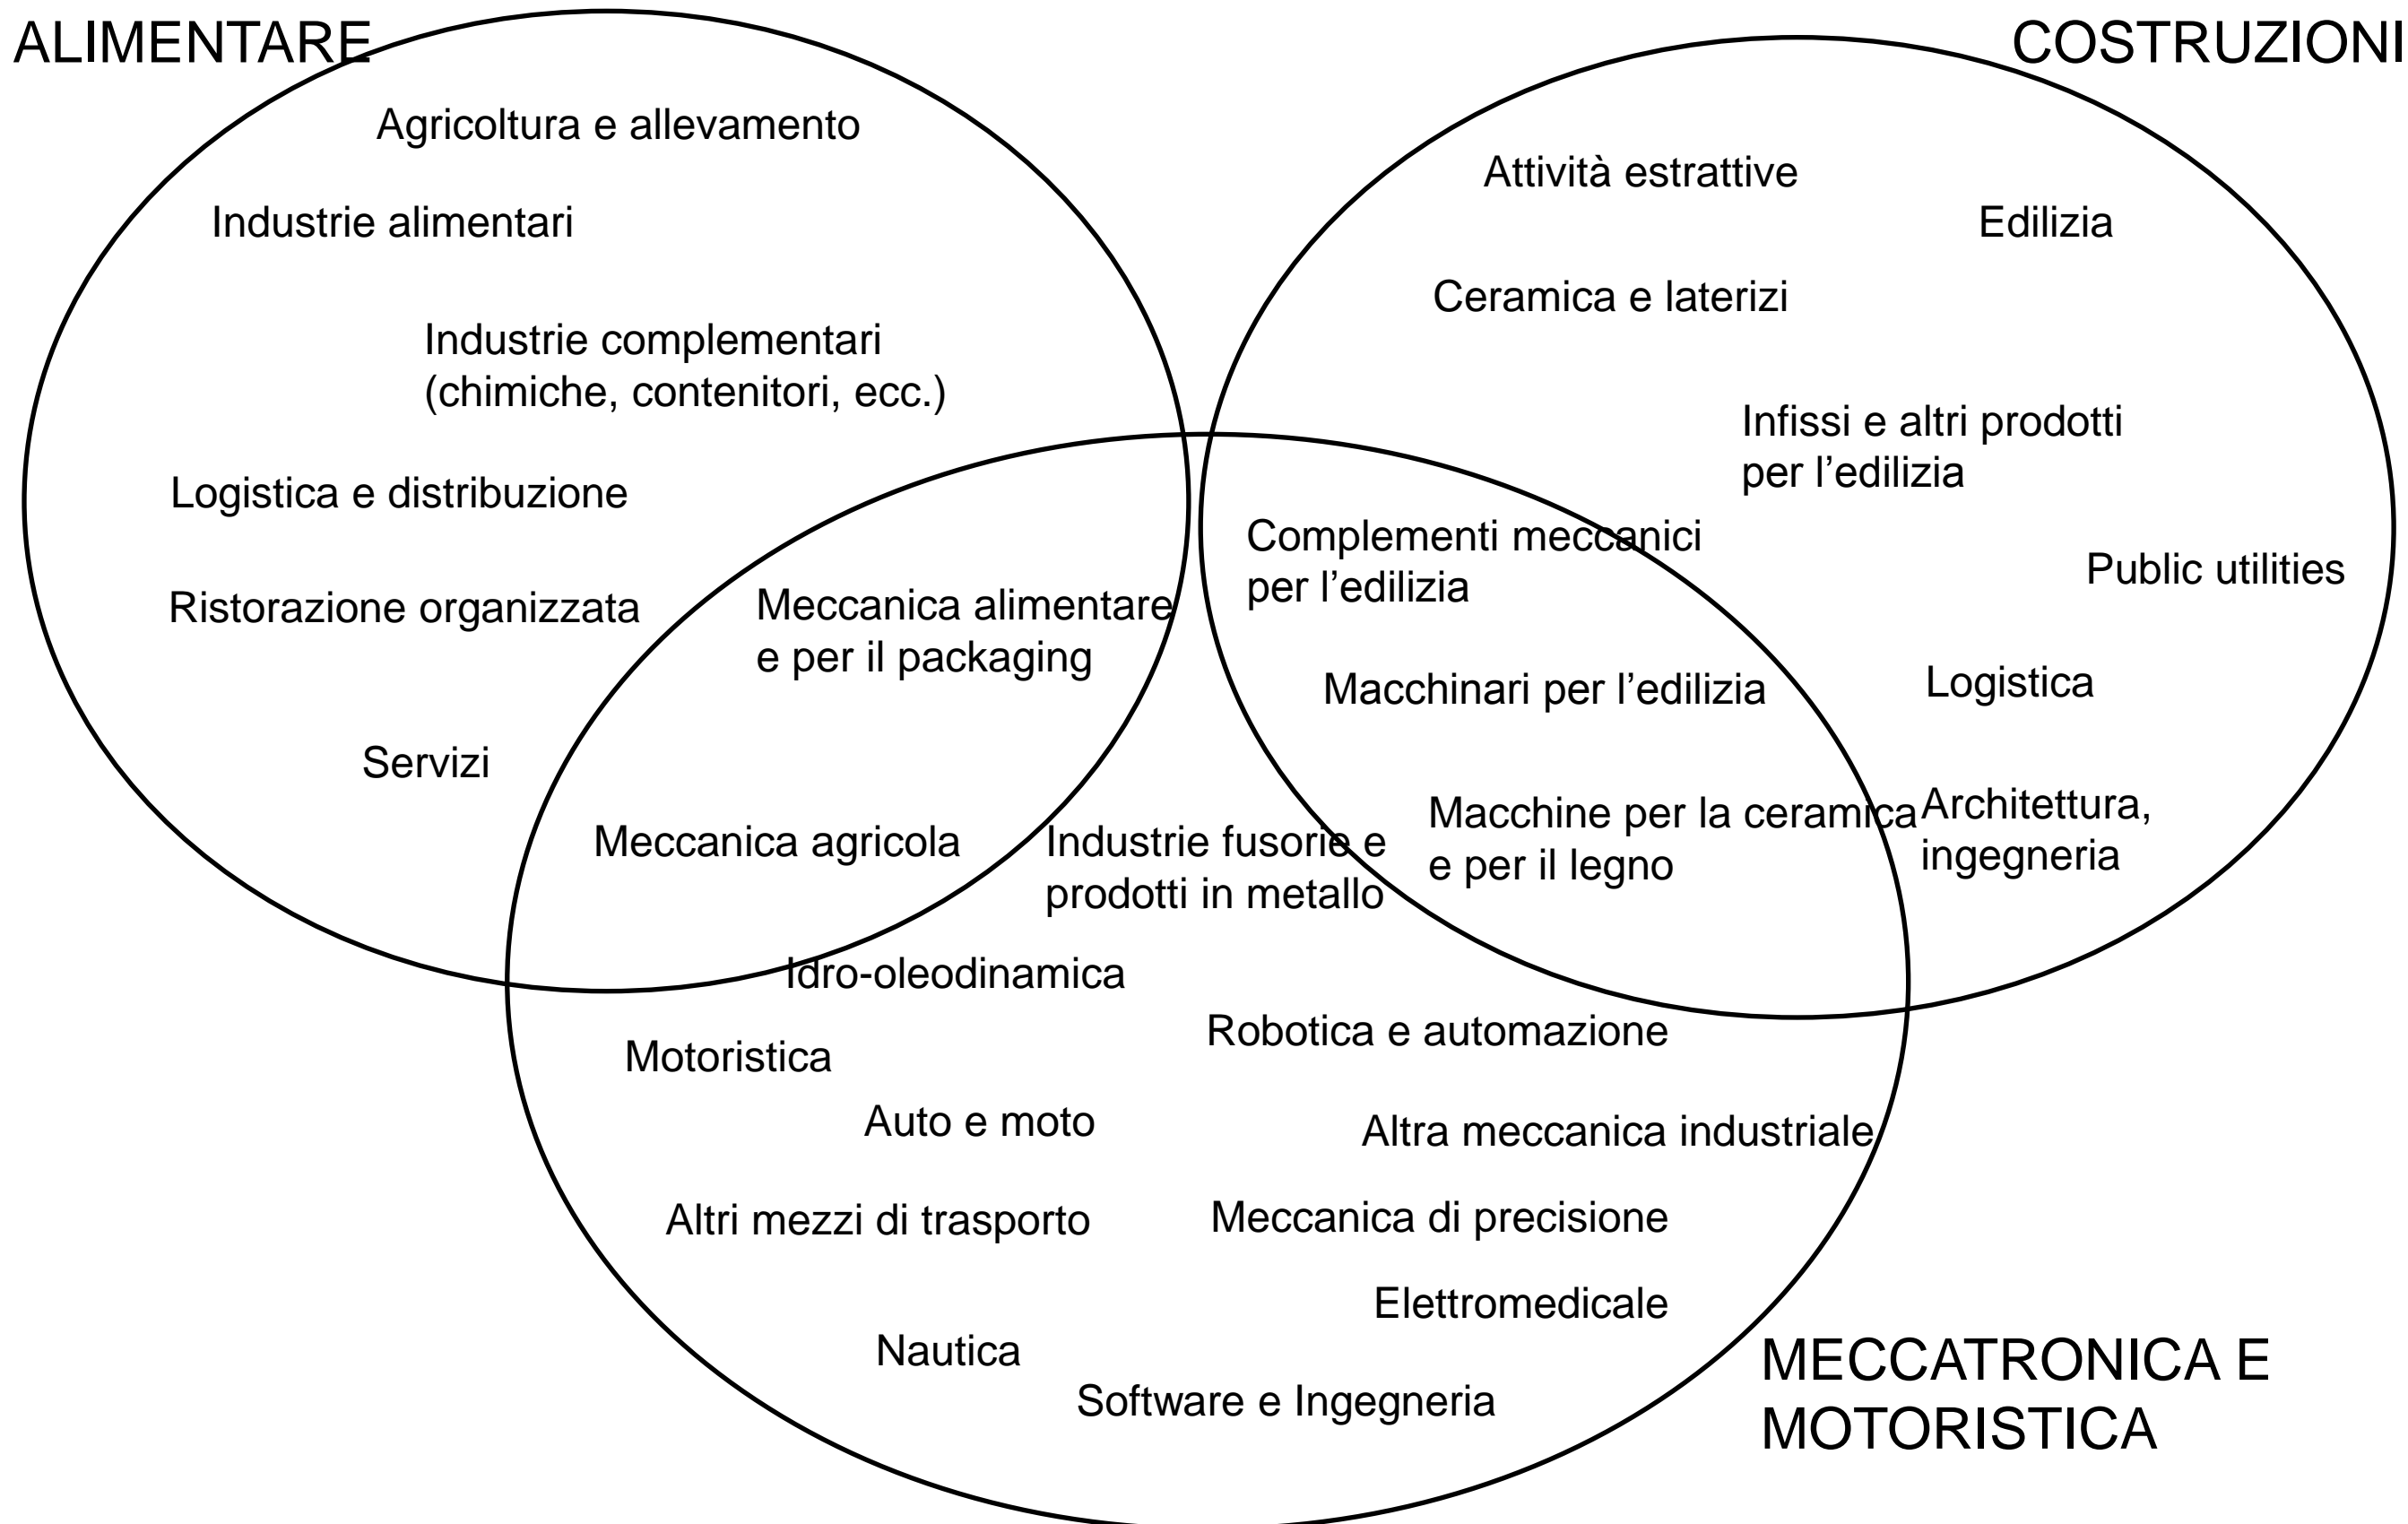 ALIMENTARE
COSTRUZIONI
Agricoltura e allevamento
Attività estrattive
Industrie alimentari
Edilizia
Ceramica e laterizi
Industrie complementari
(chimiche, contenitori, ecc.)
Infissi e altri prodotti
per l’edilizia
Logistica e distribuzione
Complementi meccanici
per l’edilizia
Public utilities
Ristorazione organizzata
Meccanica alimentare
e per il packaging
Macchinari per l’edilizia
Logistica
Servizi
Meccanica agricola
Industrie fusorie e
prodotti in metallo
Macchine per la ceramica
e per il legno
Architettura,
ingegneria
Idro-oleodinamica
Robotica e automazione
Motoristica
Auto e moto
Altra meccanica industriale
Altri mezzi di trasporto
Meccanica di precisione
Elettromedicale
Nautica
Software e Ingegneria
MECCATRONICA E
MOTORISTICA